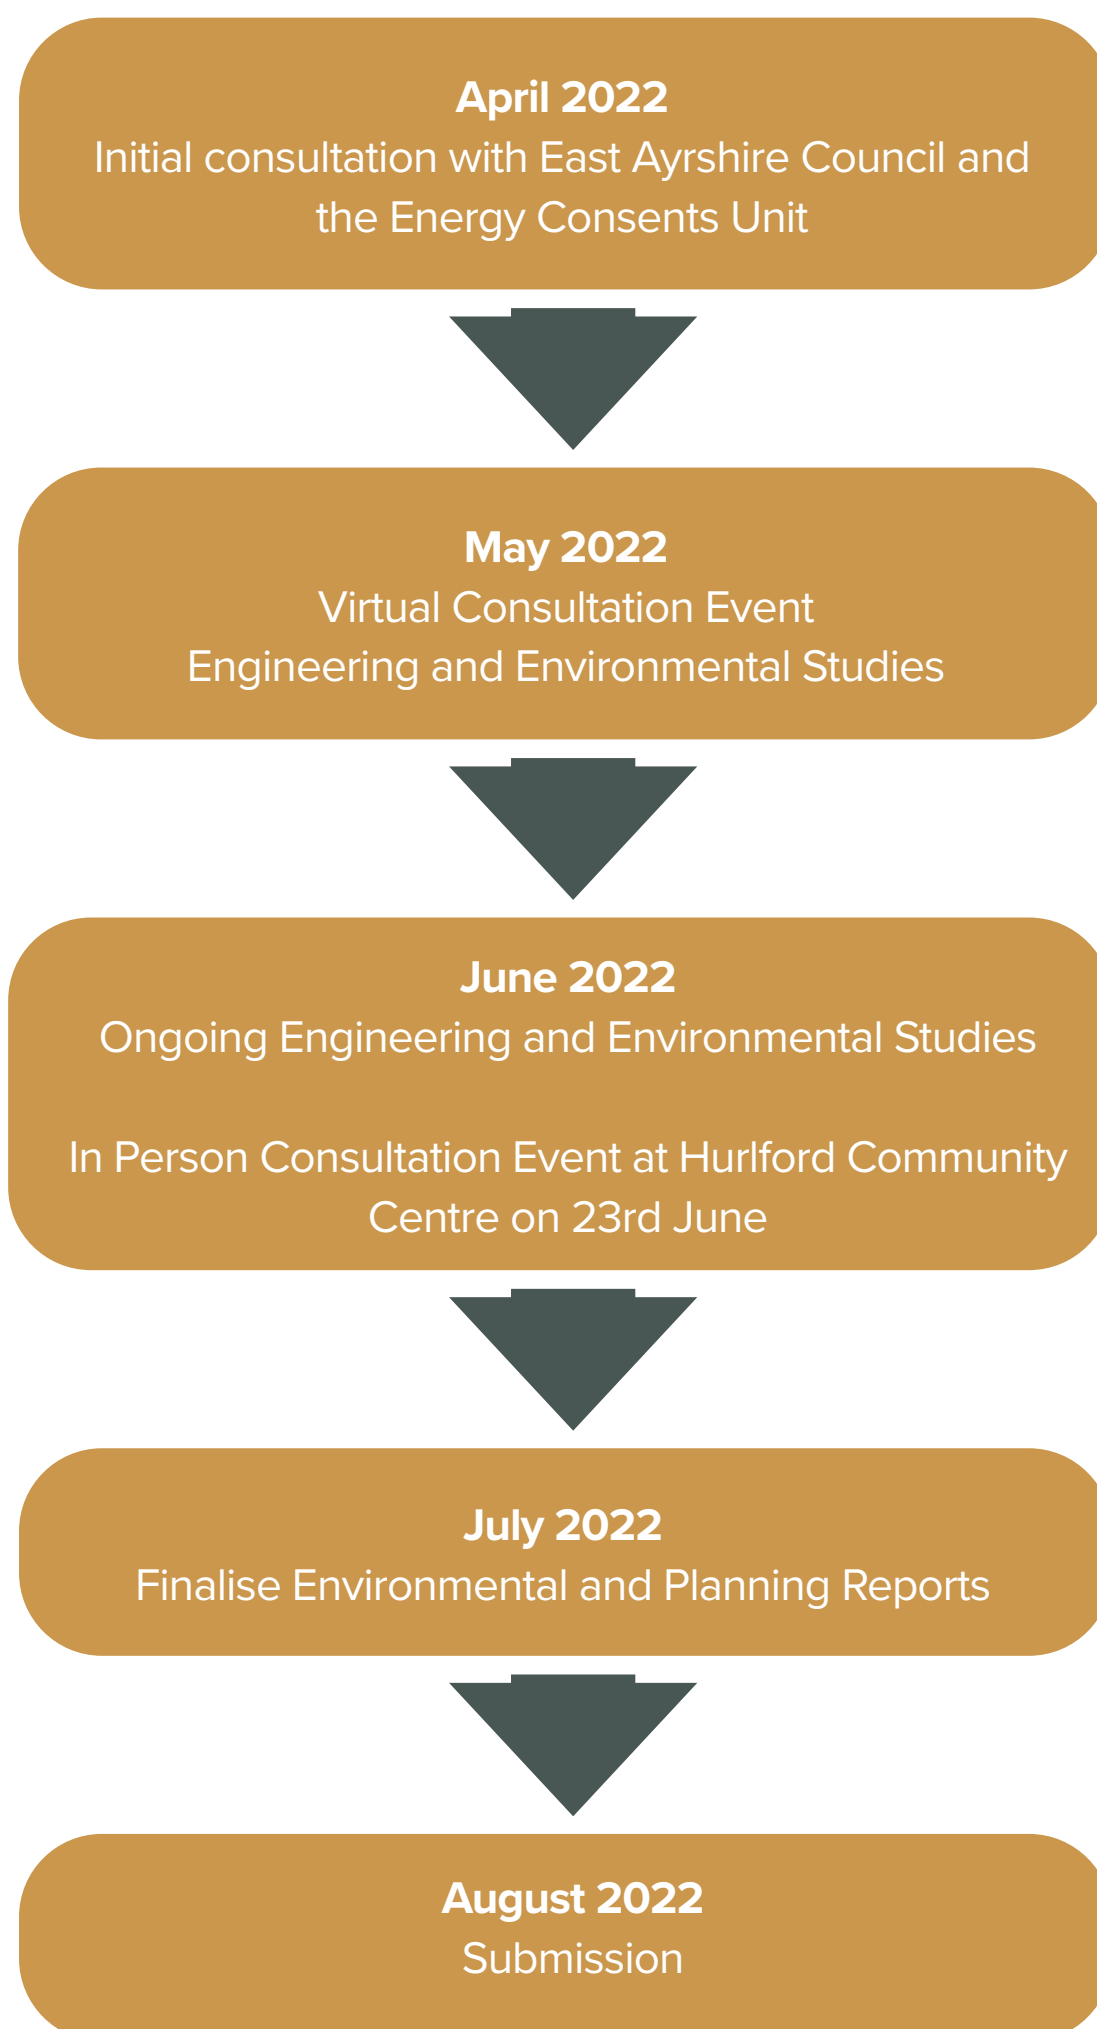 April 2022
Initial consultation with East Ayrshire Council and
the Energy Consents Unit
May 2022
Virtual Consultation Event
Engineering and Environmental Studies
June 2022
Ongoing Engineering and Environmental Studies
In Person Consultation Event at Hurlford Community
Centre on 23rd June
July 2022
Finalise Environmental and Planning Reports
August 2022
Submission